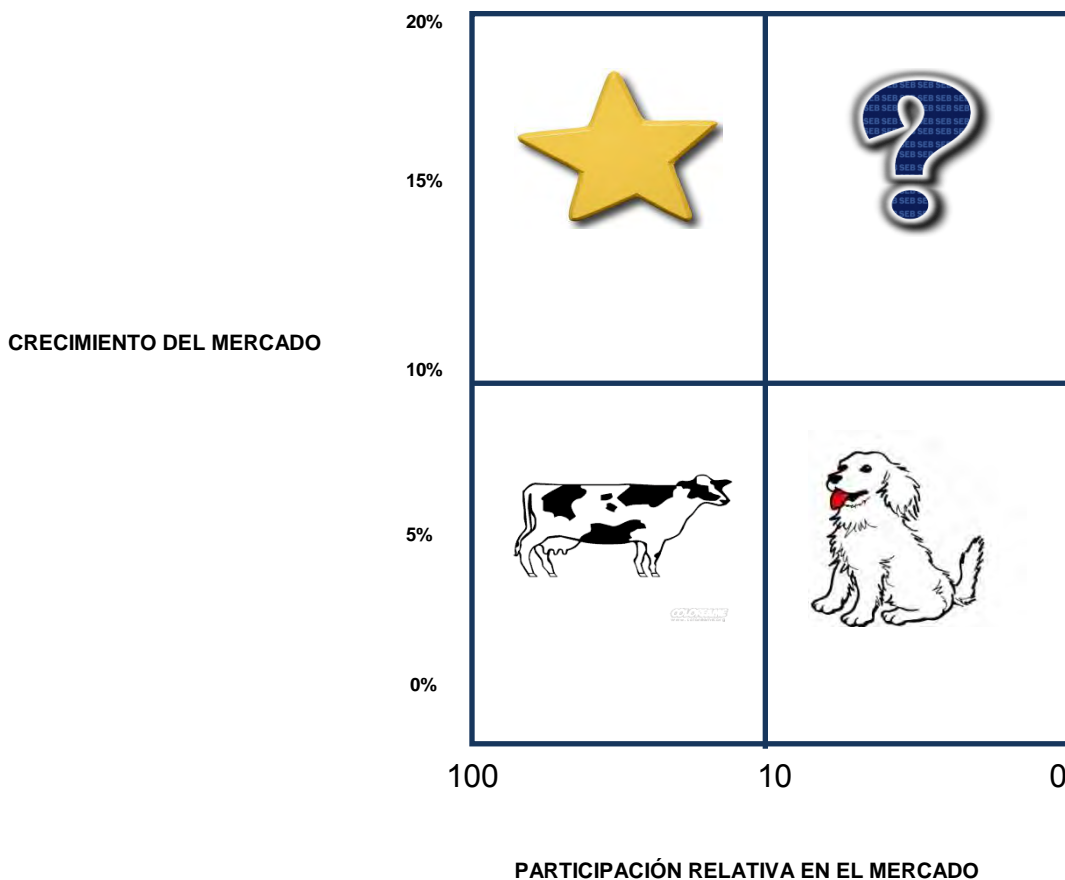 20%
15%
CRECIMIENTO DEL MERCADO
10%
5%
0%
100 10 0
PARTICIPACIÓN RELATIVA EN EL MERCADO